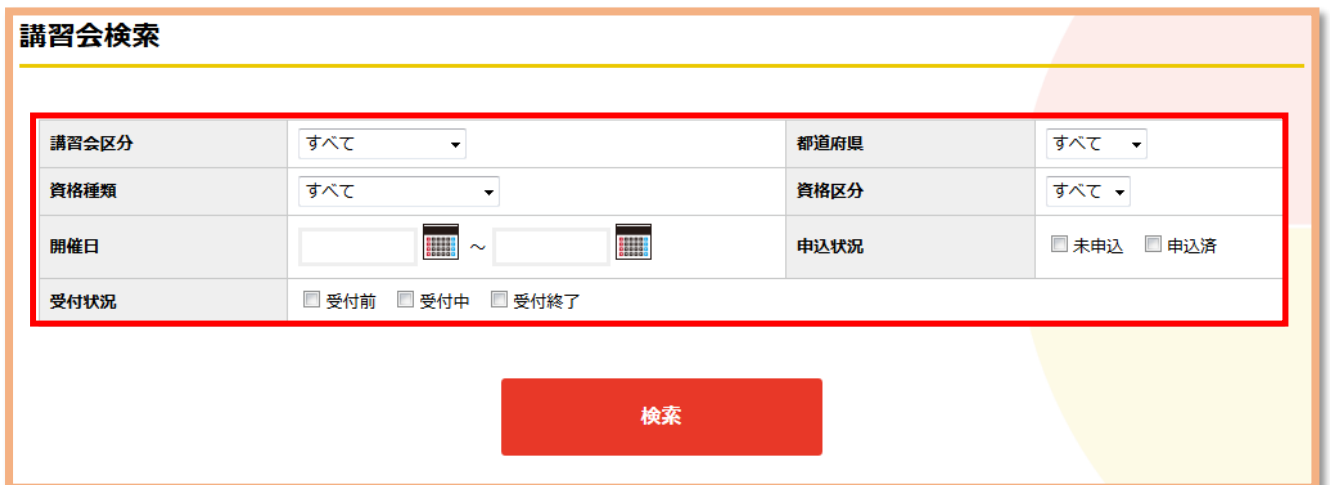 講習会検索
講習会区分 すべて 都道府県 すべて
資格種類 すべて 資格区分 すべて
開催日 ～ 申込状況 未申込 申込済
受付状況 受付前 受付中 受付終了
検索